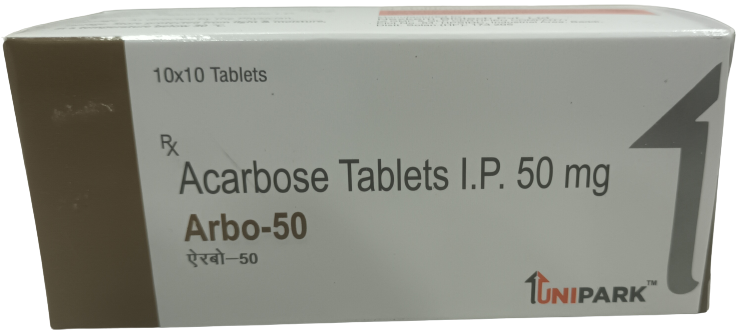 10x10 Tablets
Rx
Acarbose Tablets I.P. 50 mg
Arbo-50
ऐरबो–50
UNIPARK™